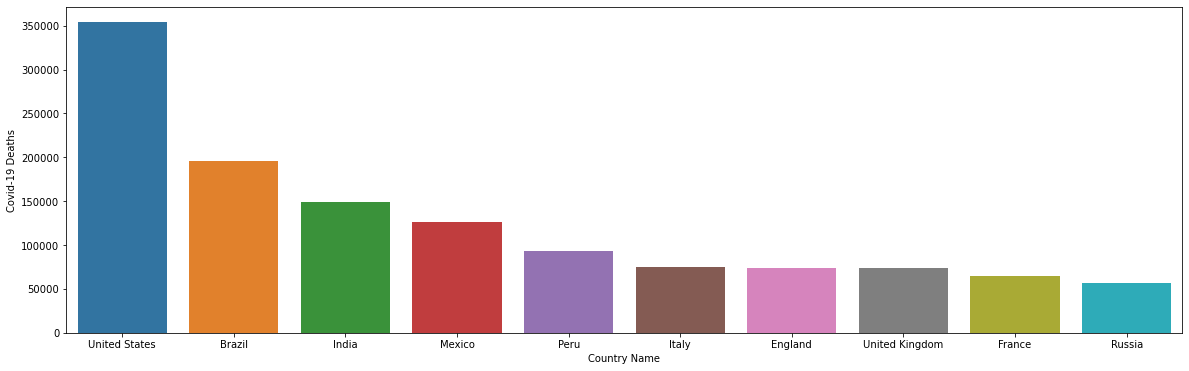 350000
300000
250000
200000
150000
100000
50000
0
Covid-19 Deaths
United States Brazil India Mexico Peru Italy England United Kingdom France Russia
Country Name